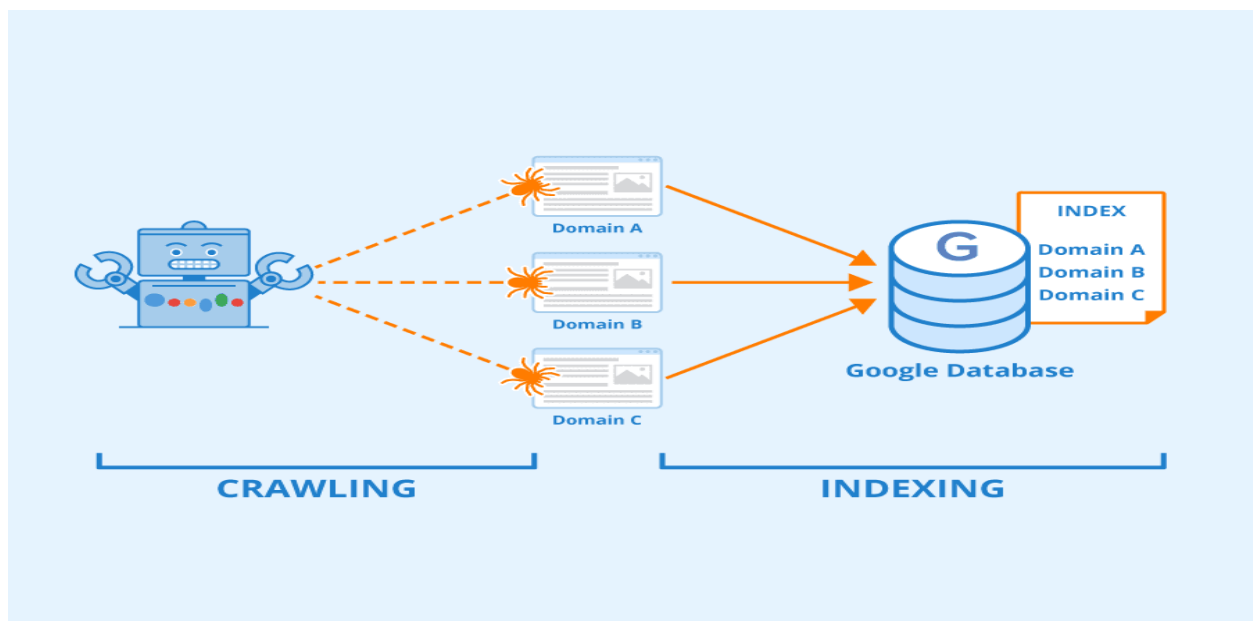 Domain A
Domain B
Domain C
G
INDEX
Domain A
Domain B
Domain C
Google Database
CRAWLING
INDEXING